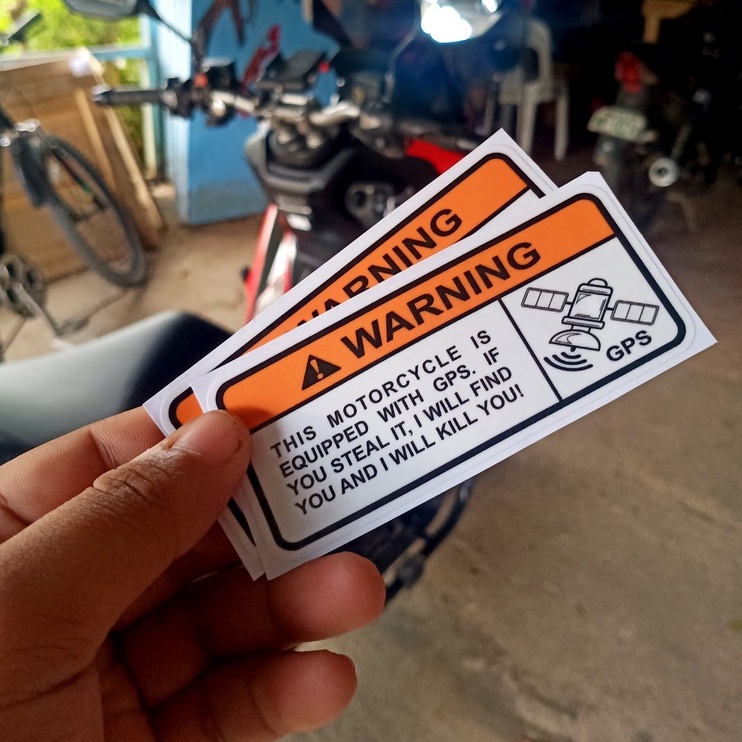 WARNING
WARNING
THIS MOTORCYCLE IS
EQUIPPED WITH GPS. IF
YOU STEAL IT, I WILL FIND
YOU AND I WILL KILL YOU!
GPS